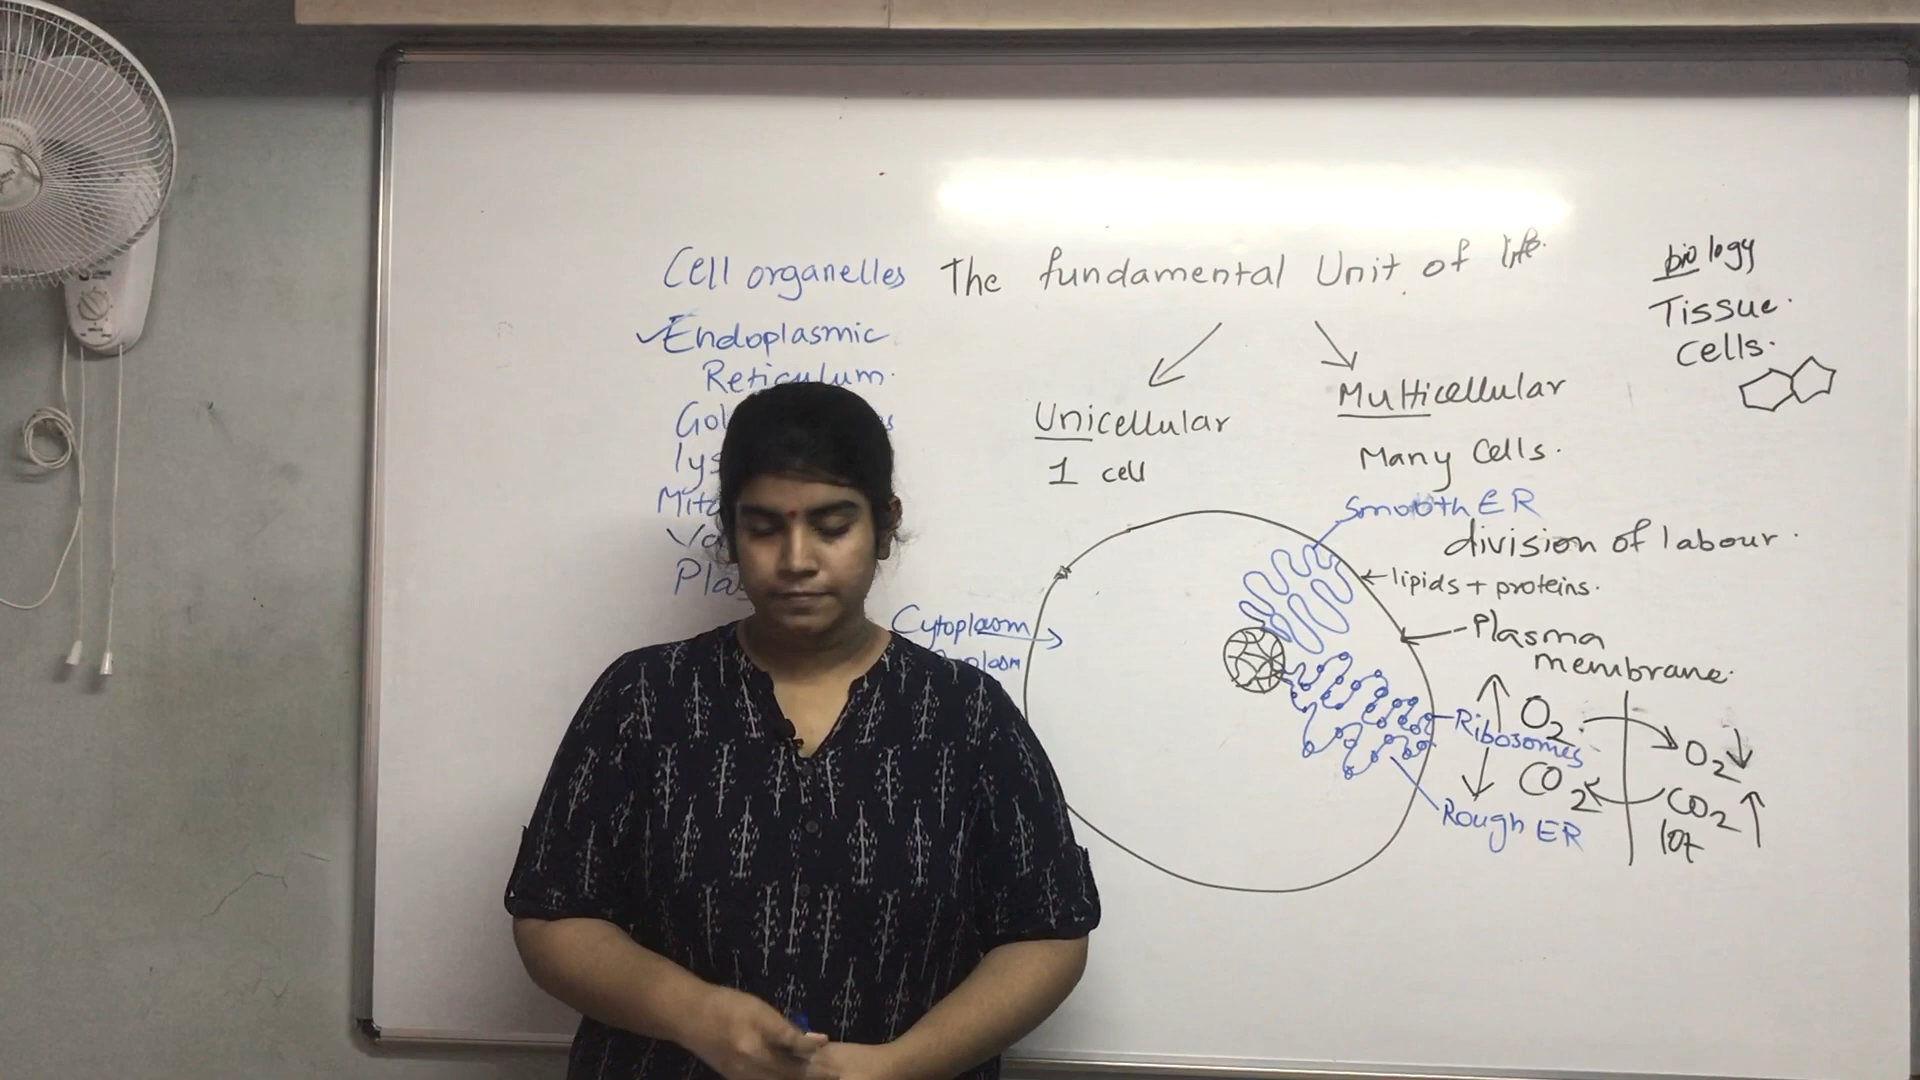 Cell organelles
Endoplasmic
Reticulum.
The fundamental Unit of life.
Unicellular
1 cell
Multicellular
Many Cells.
Smooth ER
division of labour.
lipids + proteins.
Plasma
membrane.
Cytoplasm
Ribosomes
Rough ER
O2
CO2
O2
CO2
biology
Tissue.
Cells.